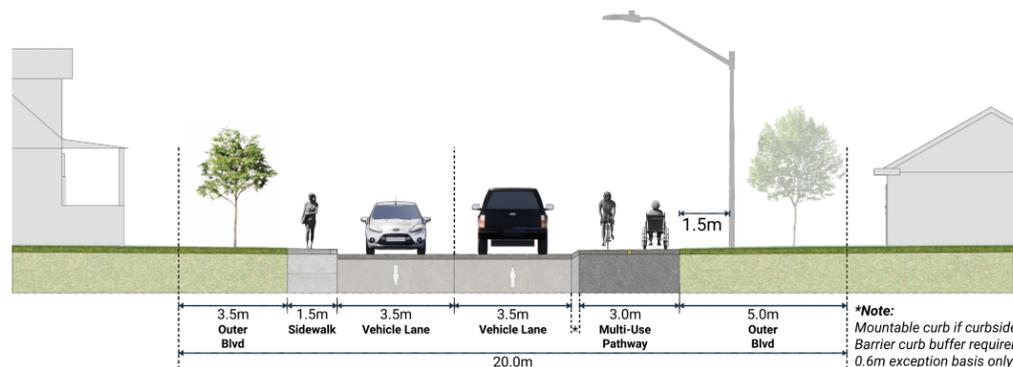 1.5m
3.5m
Outer
Blvd
1.5m
Sidewalk
3.5m
Vehicle Lane
3.5m
Vehicle Lane
*
3.0m
Multi-Use
Pathway
5.0m
Outer
Blvd
20.0m
*Note:
Mountable curb if curbside
Barrier curb buffer
0.6m exception basis only